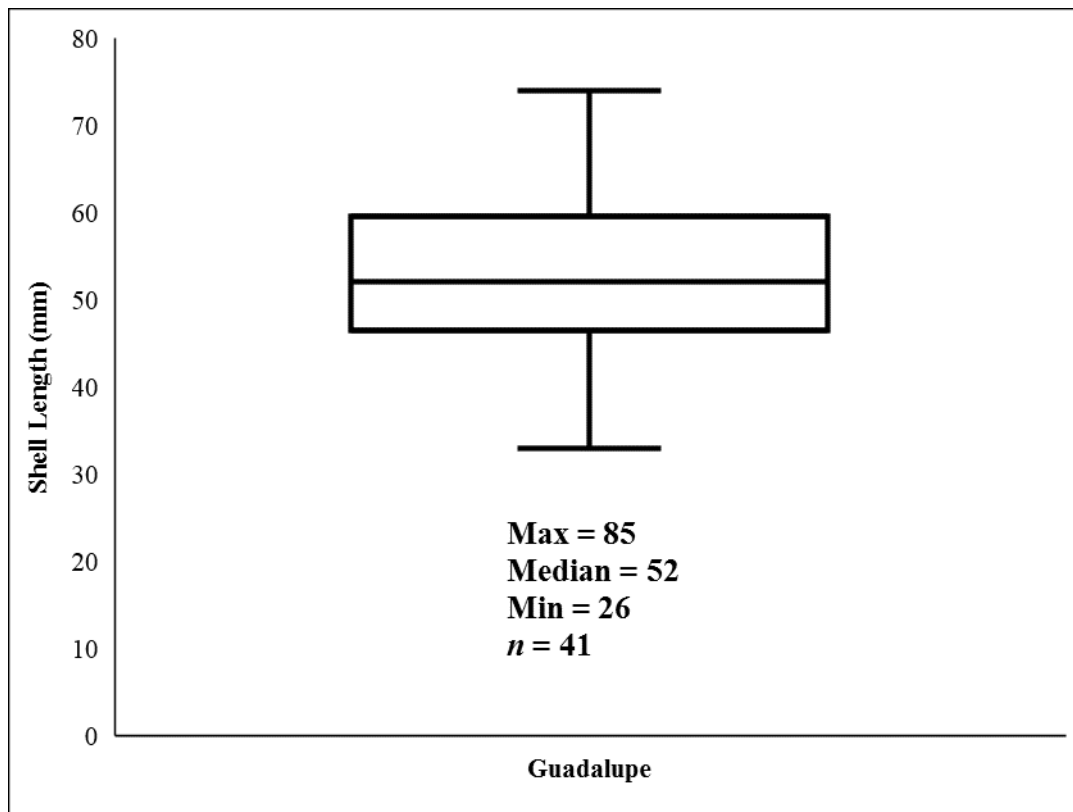 80
70
60
50
40
30
20
10
0
Shell Length (mm)
Max = 85
Median = 52
Min = 26
n = 41
Guadalupe